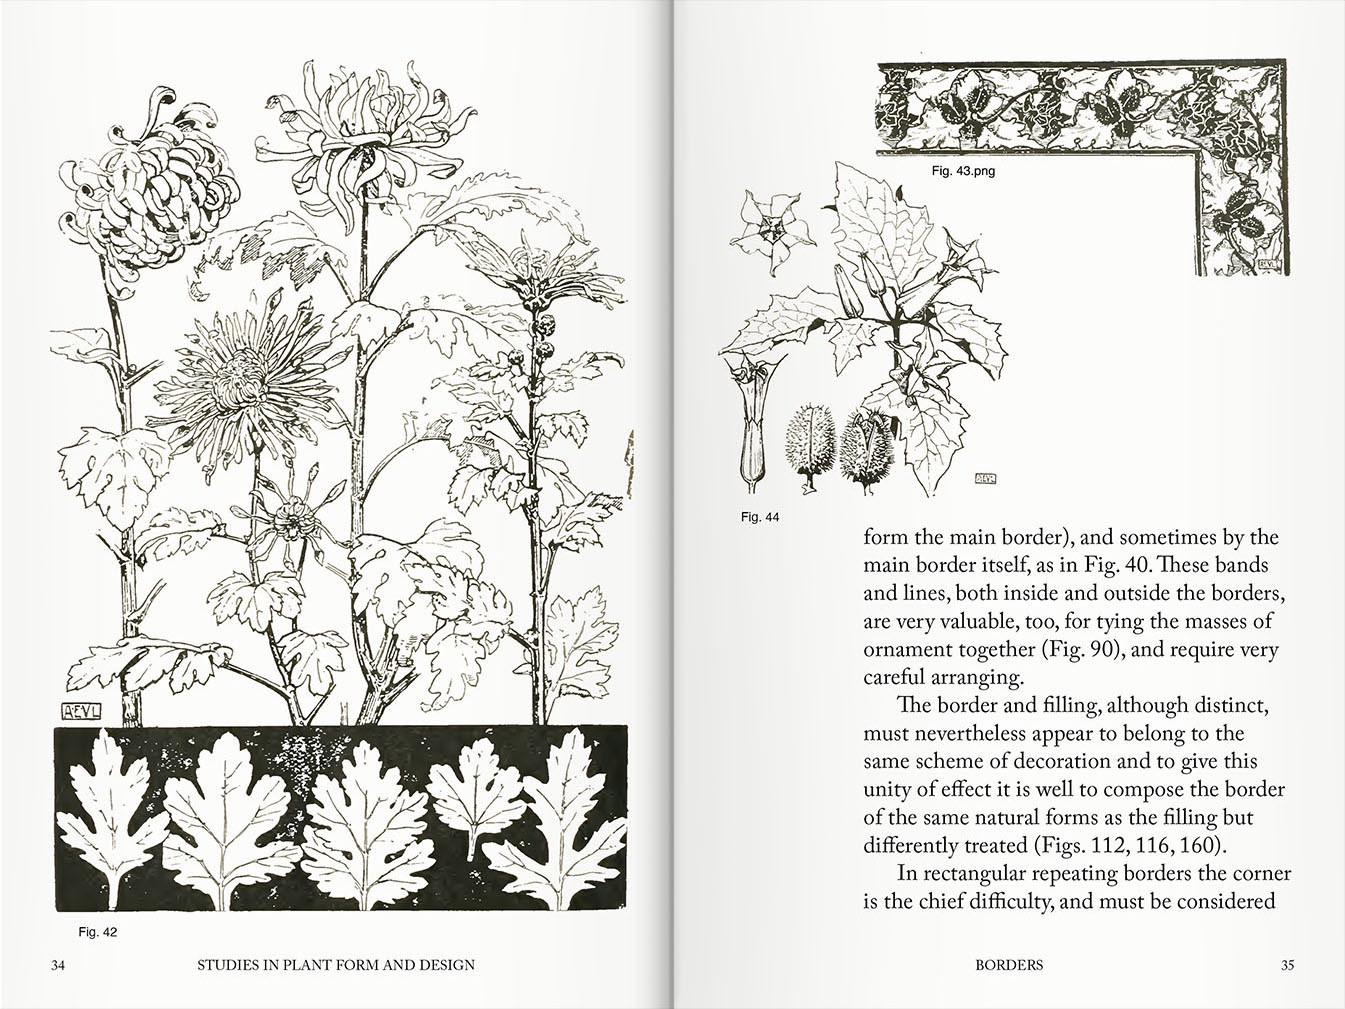 A·E·V·L
Fig. 42
34
STUDIES IN PLANT FORM AND DESIGN
Fig. 43.png
A·E·V·L
A·E·V·L
Fig. 44
form the main border), and sometimes by the
main border itself, as in Fig. 40. These bands
and lines, both inside and outside the borders,
are very valuable, too, for tying the masses of
ornament together (Fig. 90), and require very
careful arranging.
The border and filling, although distinct,
must nevertheless appear to belong to the
same scheme of decoration and to give this
unity of effect it is well to compose the border
of the same natural forms as the filling but
differently treated (Figs. 112, 116, 160).
In rectangular repeating borders the corner
is the chief difficulty, and must be considered
BORDERS
35